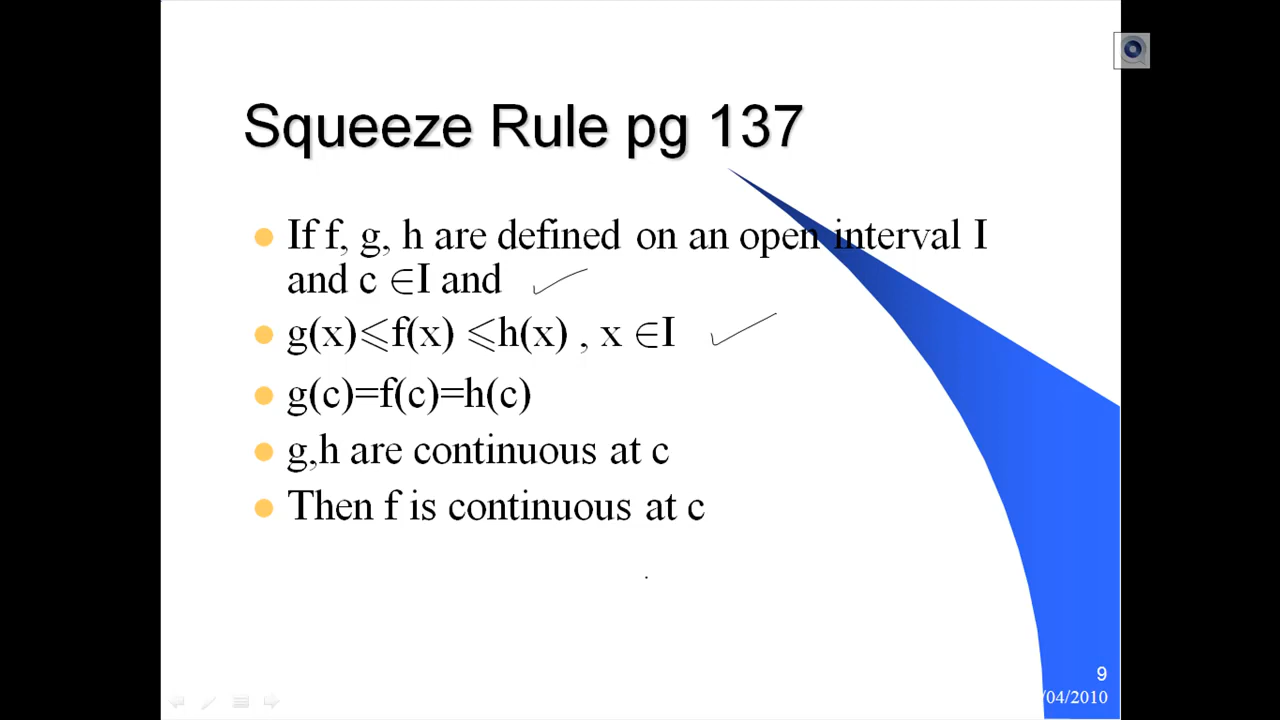 Squeeze Rule pg 137
If f, g, h are defined on an open interval I
and c ∈I and
g(x)⩽f(x) ⩽h(x) , x ∈I
g(c)=f(c)=h(c)
g,h are continuous at c
Then f is continuous at c
9
/04/2010